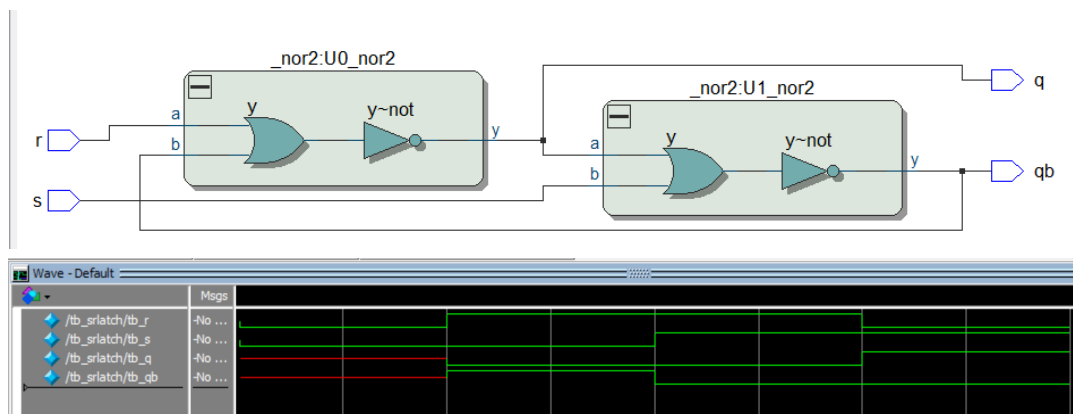 _nor2:U0_nor2
_nor2:U1_nor2
q
y
y~not
a
y
r
b
y
y~not
a
y
qb
b
s
Wave - Default
Msgs
/tb_srlatch/tb_r -No ...
/tb_srlatch/tb_s -No ...
/tb_srlatch/tb_q -No ...
/tb_srlatch/tb_qb -No ...